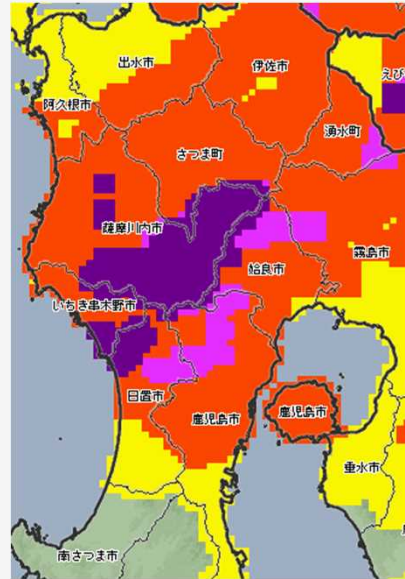 出水市
伊佐市
えび
阿久根市
湧水町
さつま町
薩摩川内市
霧島市
姶良市
いちき串木野市
日置市
鹿児島市
鹿児島市
垂水市
南さつま市